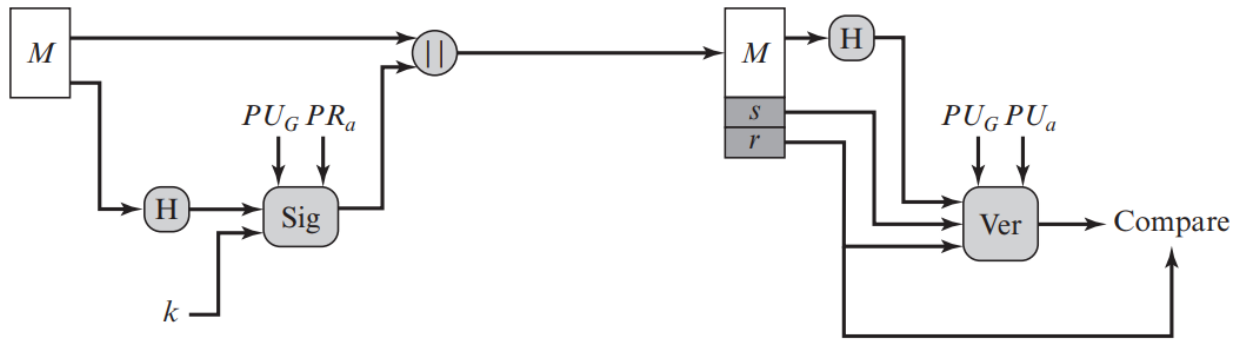 M
||
M
H
s
r
PU_G PR_a
PU_G PU_a
H
Sig
Ver
Compare
k